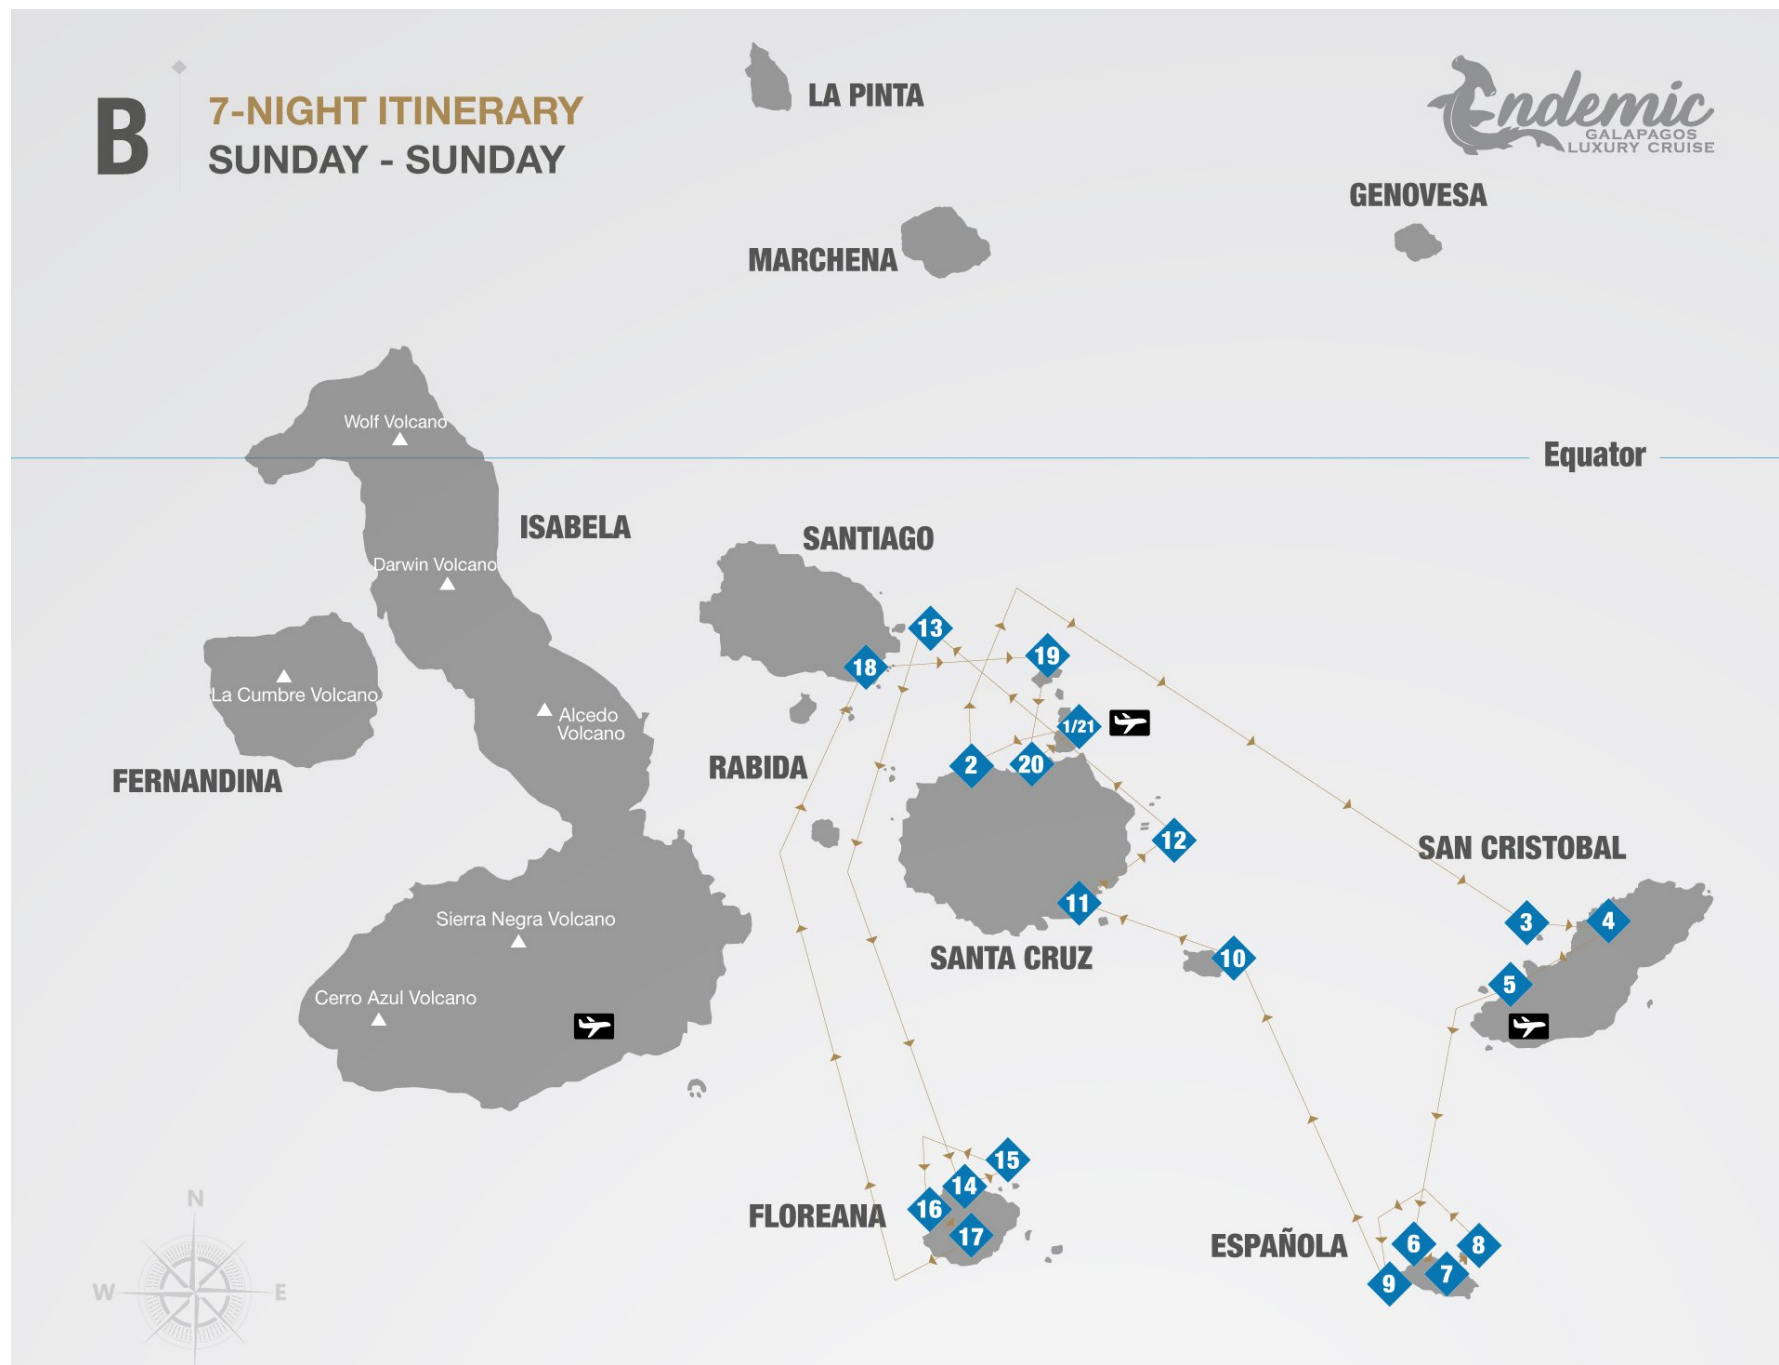 B
7-NIGHT ITINERARY
SUNDAY - SUNDAY
LA PINTA
Endemic
GALAPAGOS
LUXURY CRUISE
GENOVESA
MARCHENA
Wolf Volcano
Equator
ISABELA
SANTIAGO
Darwin Volcano
13
19
18
La Cumbre Volcano
Alcedo
Volcano
1/21
FERNANDINA
RABIDA
2
20
12
SAN CRISTOBAL
11
3
4
Sierra Negra Volcano
SANTA CRUZ
10
5
Cerro Azul Volcano
15
14
16
FLOREANA
17
ESPAÑOLA
6
8
7
9
N
W
E